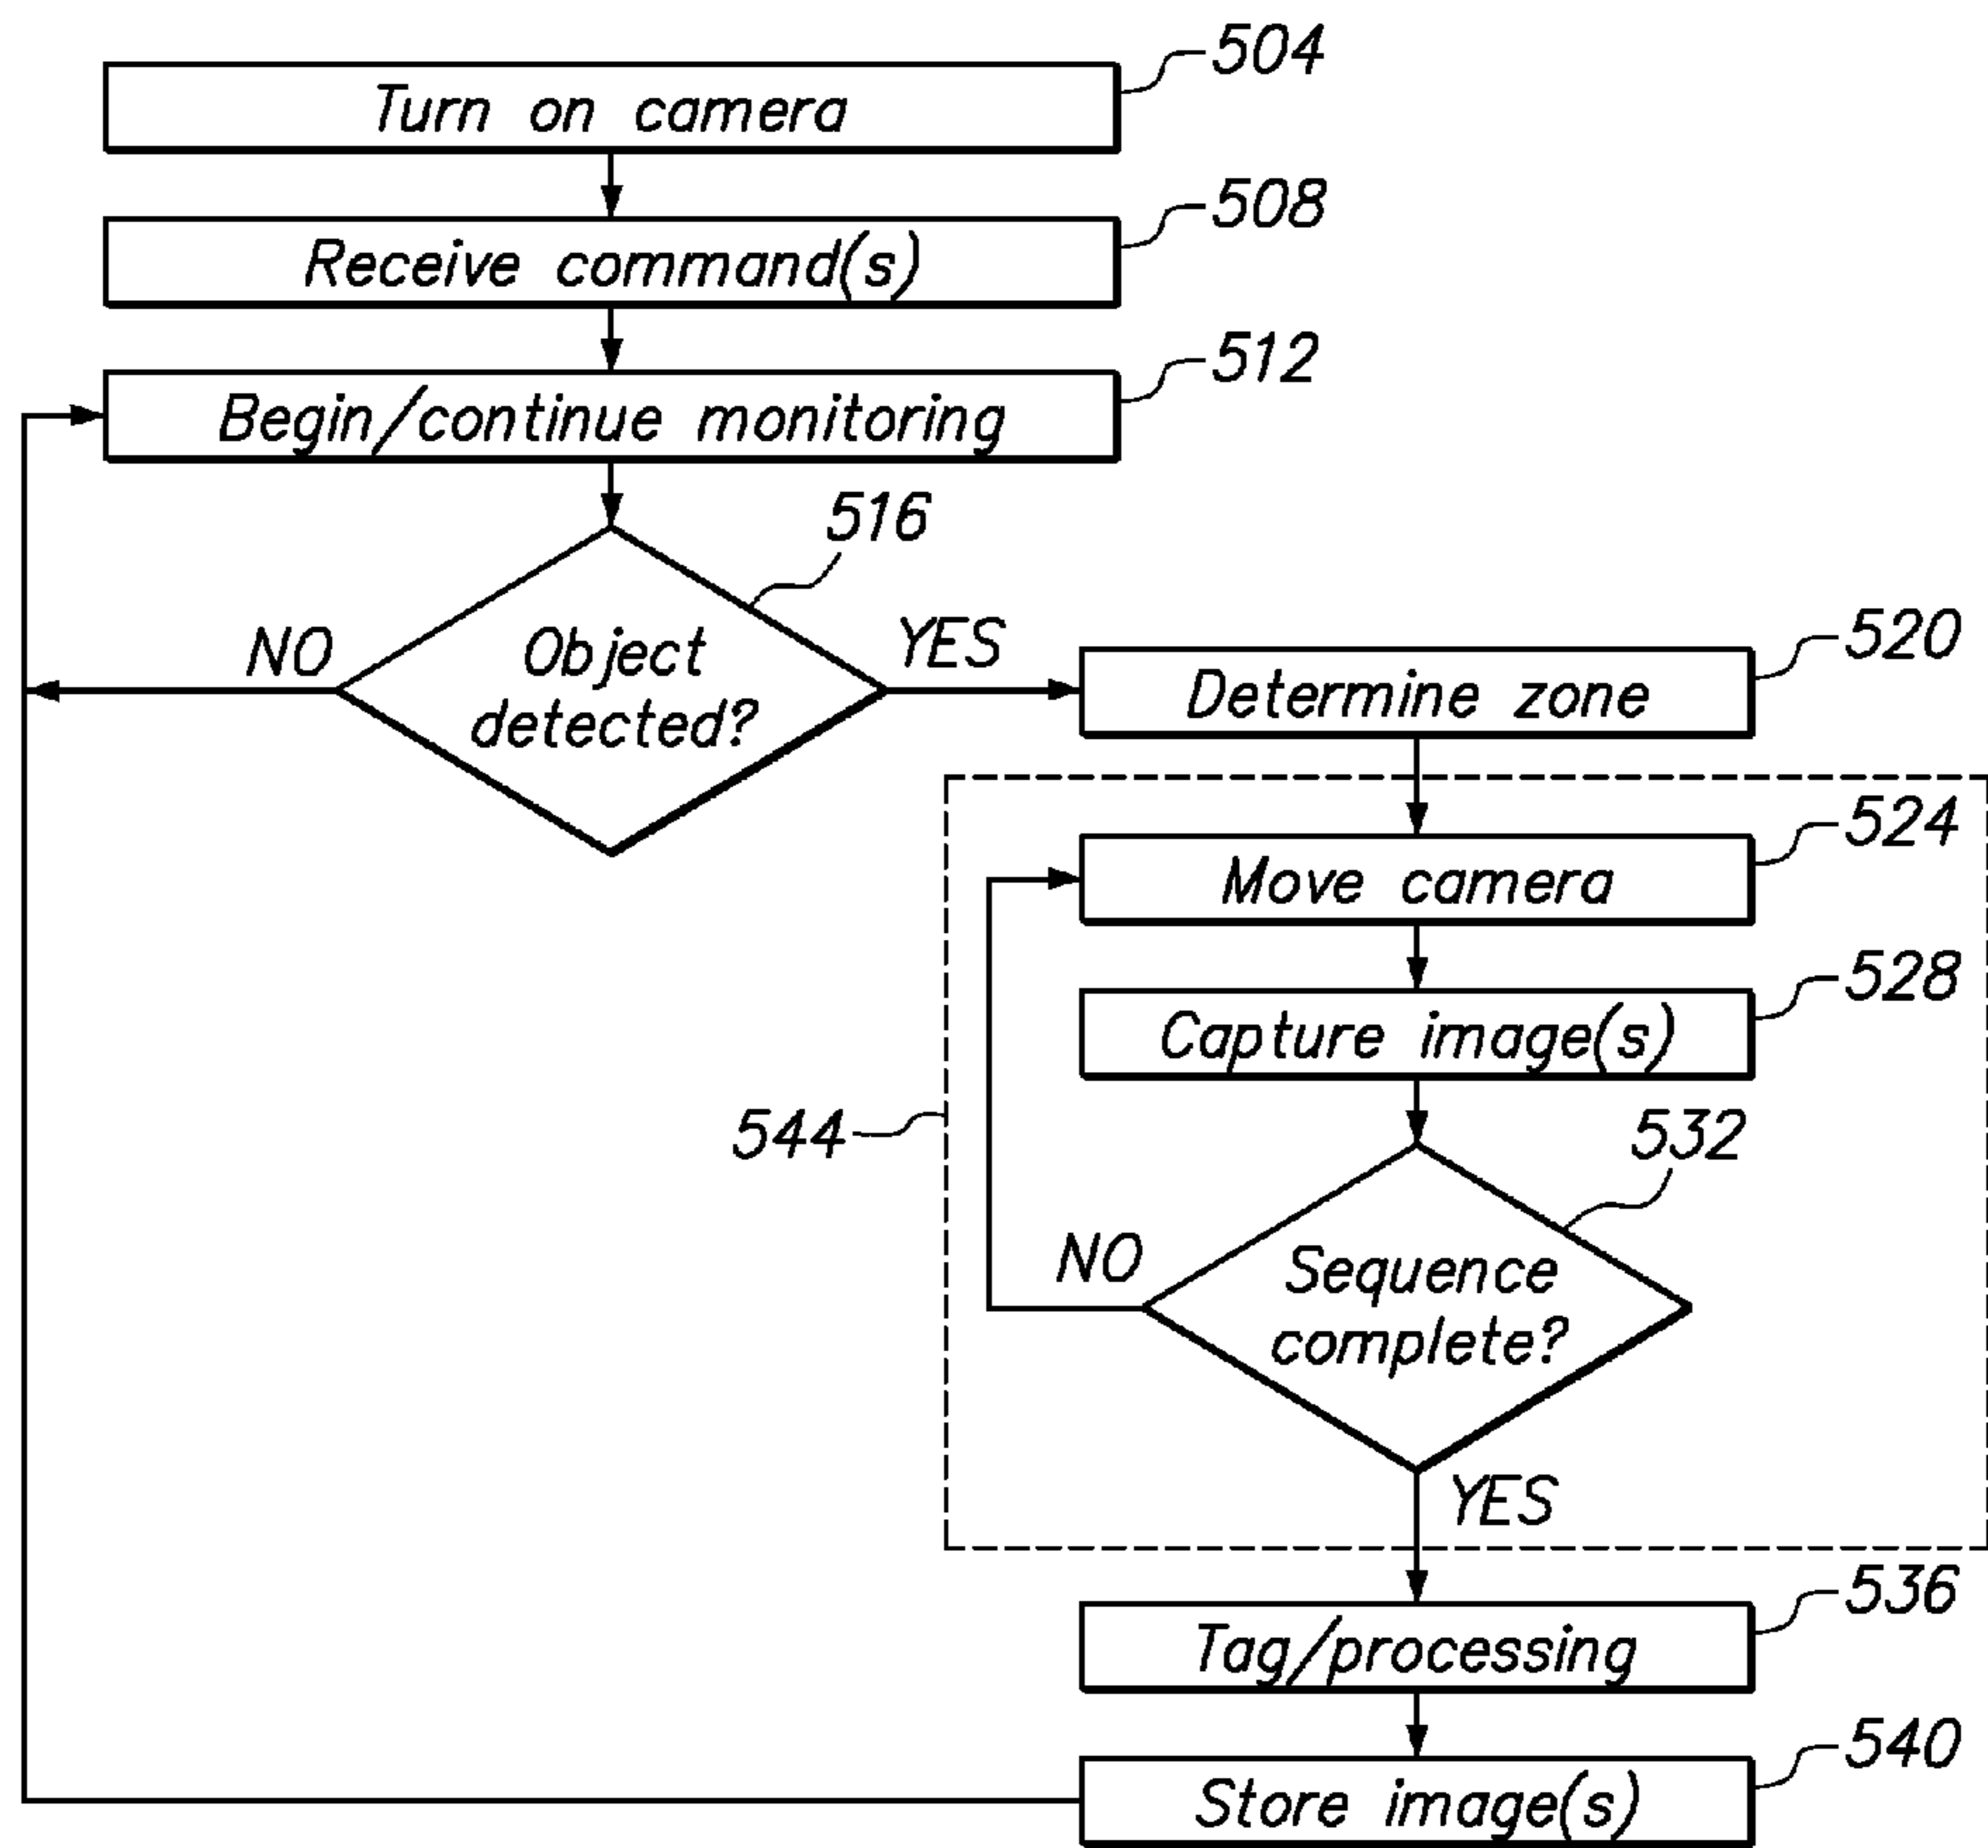 504
Turn on camera
508
Receive command(s)
512
Begin/continue monitoring
516
NO
Object
detected?
YES
520
Determine zone
524
Move camera
528
Capture image(s)
544
532
NO
Sequence
complete?
YES
536
Tag/processing
540
Store image(s)